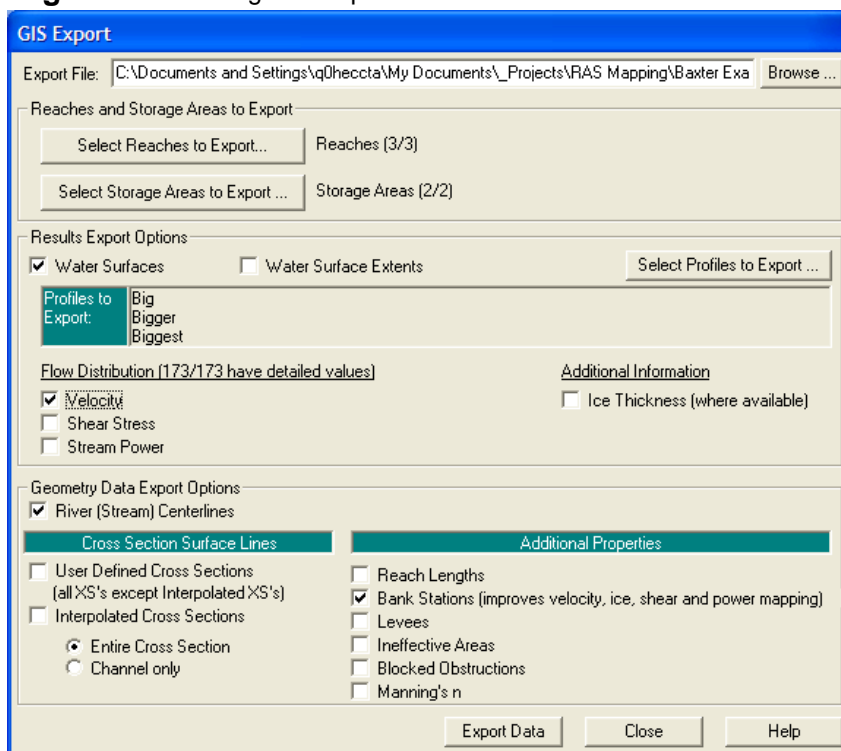 GIS Export
Export File: C:\Documents and Settings\q0heccta\My Documents\_Projects\RAS Mapping\Baxter Exa Browse ...
Reaches and Storage Areas to Export
Select Reaches to Export... Reaches (3/3)
Select Storage Areas to Export ... Storage Areas (2/2)
Results Export Options
Water Surfaces Water Surface Extents Select Profiles to Export ...
Profiles to Export: Big
Bigger
Biggest
Flow Distribution (173/173 have detailed values) Additional Information
Velocity Ice Thickness (where available)
Shear Stress
Stream Power
Geometry Data Export Options
River (Stream) Centerlines
Cross Section Surface Lines Additional Properties
User Defined Cross Sections Reach Lengths
(all XS's except Interpolated XS's) Bank Stations (improves velocity, ice, shear and power mapping)
Interpolated Cross Sections Levees
Entire Cross Section Ineffective Areas
Channel only Blocked Obstructions
Manning's n
Export Data Close Help